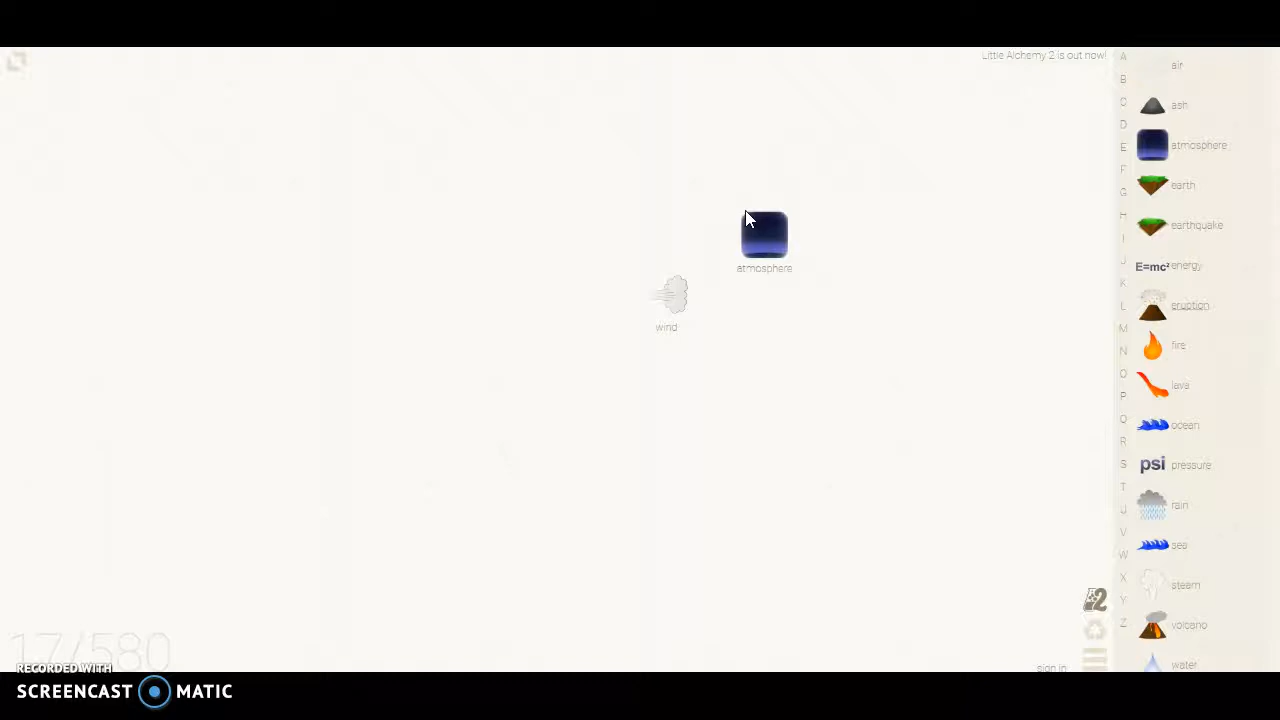 Little Alchemy 2 is out now!
A
B
C
D
E
F
G
H
I
J
K
L
M
N
O
P
Q
R
S
T
U
V
W
X
Y
Z
air
ash
atmosphere
earth
earthquake
E=mc² energy
eruption
fire
lava
ocean
psi pressure
rain
sea
steam
volcano
water
atmosphere
wind
2
sign in
17/580
RECORDED WITH
SCREENCAST MATIC